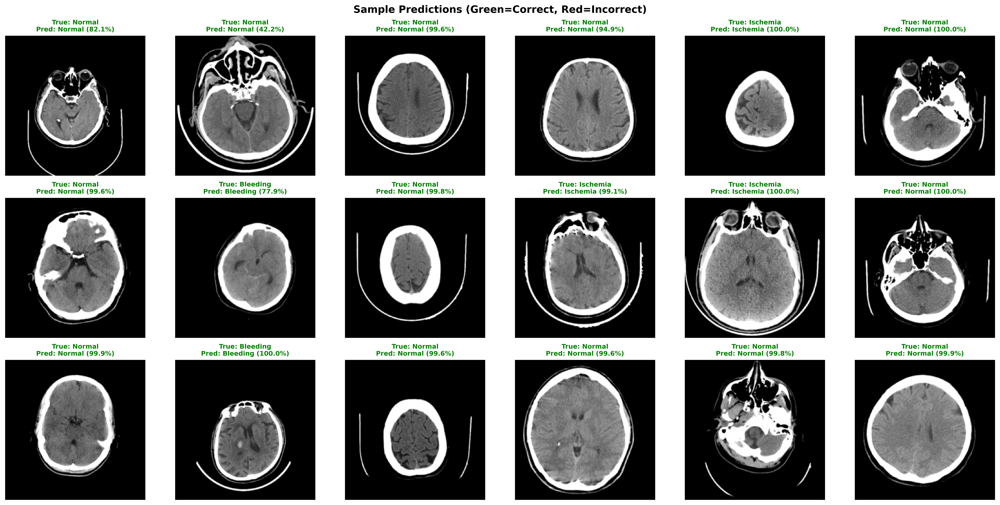 Sample Predictions (Green=Correct, Red=Incorrect)
True: Normal
Pred: Normal (82.1%)
True: Normal
Pred: Normal (42.2%)
True: Normal
Pred: Normal (99.6%)
True: Normal
Pred: Normal (94.9%)
True: Ischemia
Pred: Ischemia (100.0%)
True: Normal
Pred: Normal (100.0%)
True: Normal
Pred: Normal (99.6%)
True: Bleeding
Pred: Bleeding (77.9%)
True: Normal
Pred: Normal (99.8%)
True: Ischemia
Pred: Ischemia (99.1%)
True: Ischemia
Pred: Ischemia (100.0%)
True: Normal
Pred: Normal (100.0%)
True: Normal
Pred: Normal (99.9%)
True: Bleeding
Pred: Bleeding (100.0%)
True: Normal
Pred: Normal (99.6%)
True: Normal
Pred: Normal (99.6%)
True: Normal
Pred: Normal (99.8%)
True: Normal
Pred: Normal (99.9%)